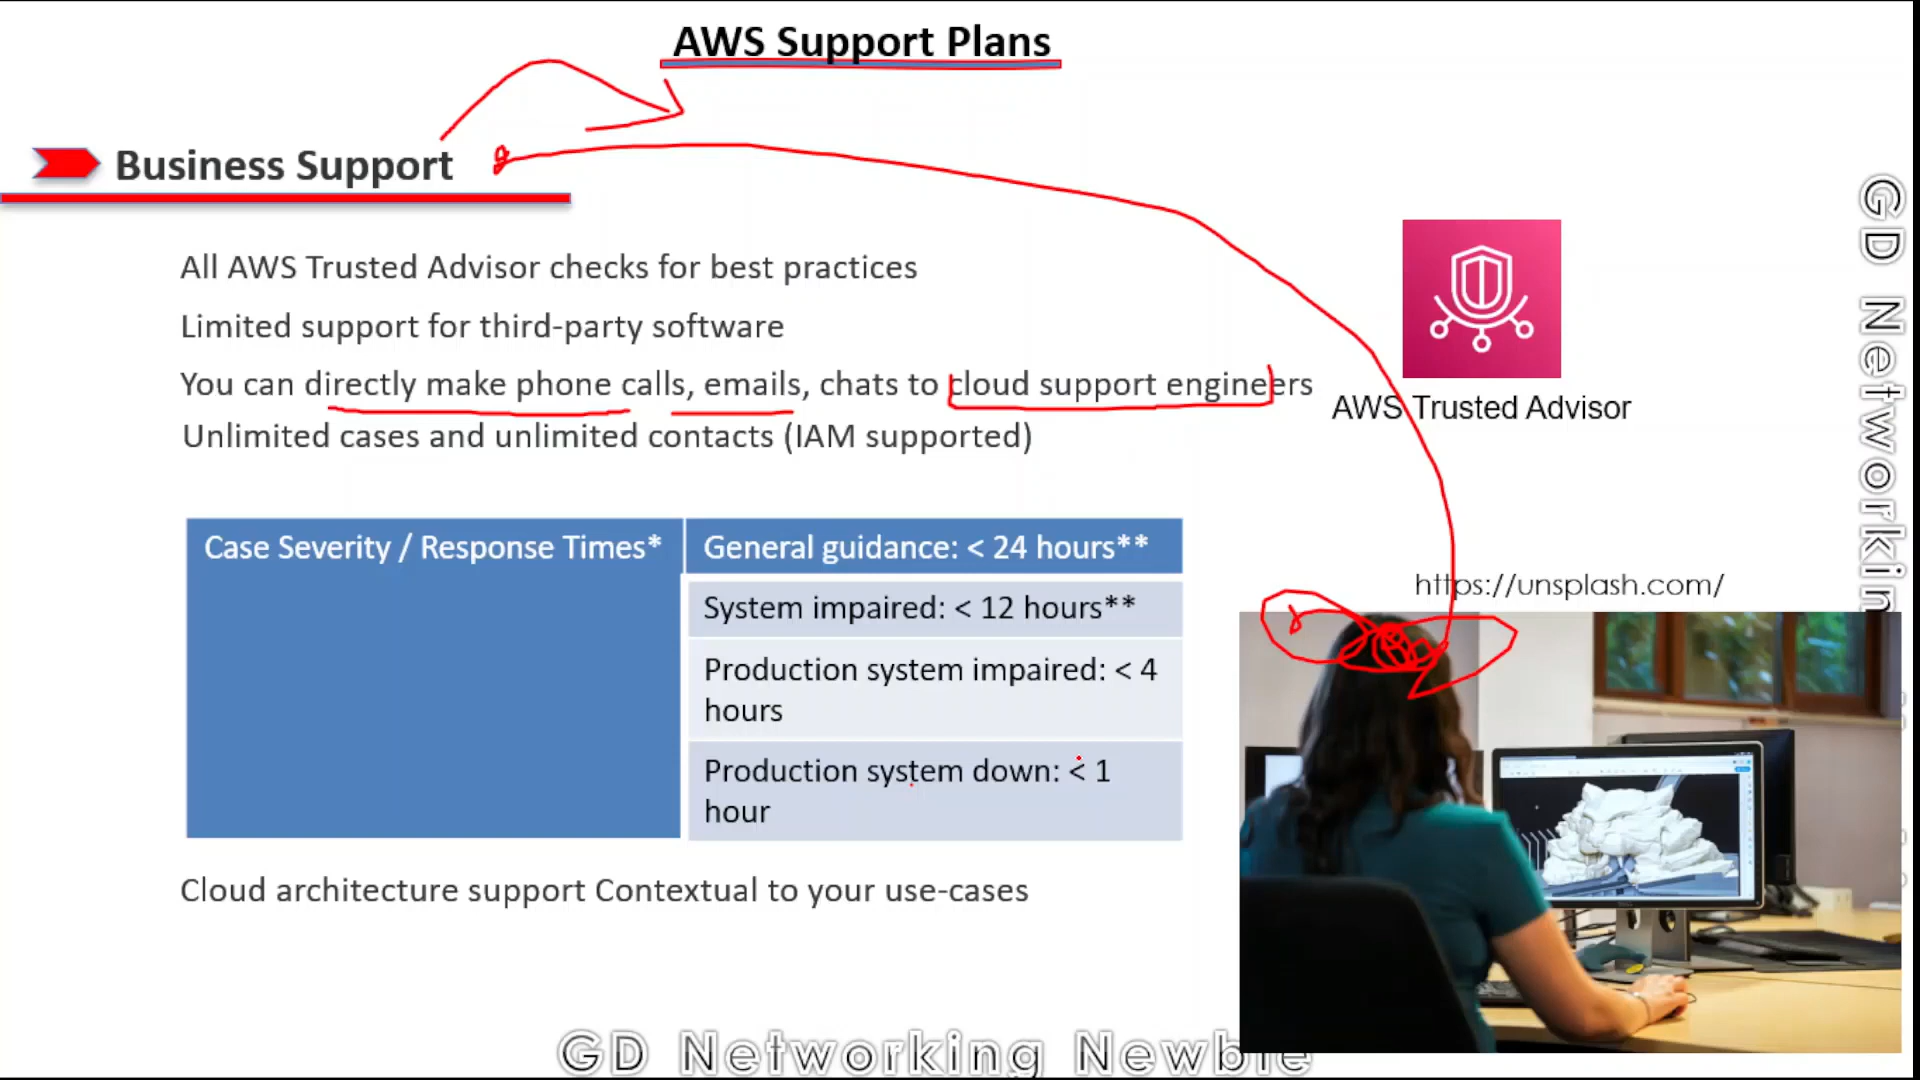 AWS Support Plans
Business Support
All AWS Trusted Advisor checks for best practices
Limited support for third-party software
You can directly make phone calls, emails, chats to cloud support engineers
Unlimited cases and unlimited contacts (IAM supported)
AWS Trusted Advisor
Case Severity / Response Times*
General guidance: < 24 hours**
System impaired: < 12 hours**
Production system impaired: < 4
hours
Production system down: < 1
hour
Cloud architecture support Contextual to your use-cases
https://unsplash.com/
GD Networkin
GD Networking Newbie